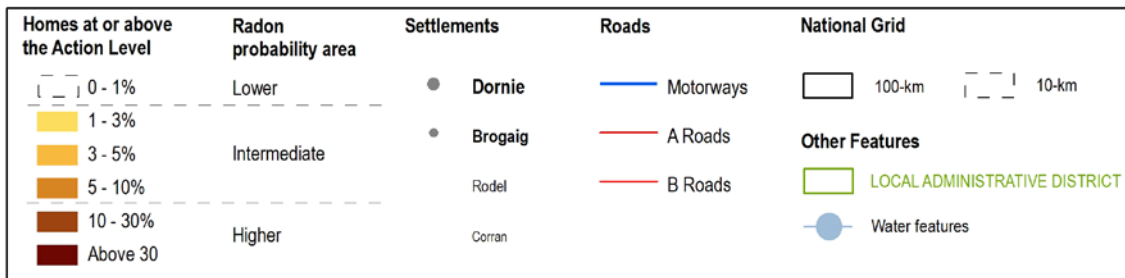 Homes at or above
the Action Level
0 - 1%
1 - 3%
3 - 5%
5 - 10%
10 - 30%
Above 30
Radon
probability area
Lower
Intermediate
Higher
Settlements
Dornie
Brogaig
Rodel
Corran
Roads
Motorways
A Roads
B Roads
National Grid
100-km
10-km
Other Features
LOCAL ADMINISTRATIVE DISTRICT
Water features